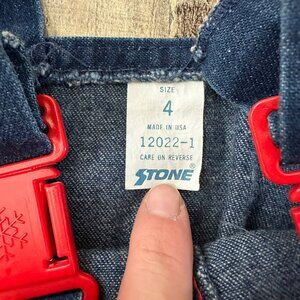 SIZE
4
MADE IN USA
12022-1
CARE ON REVERSE
STONE®